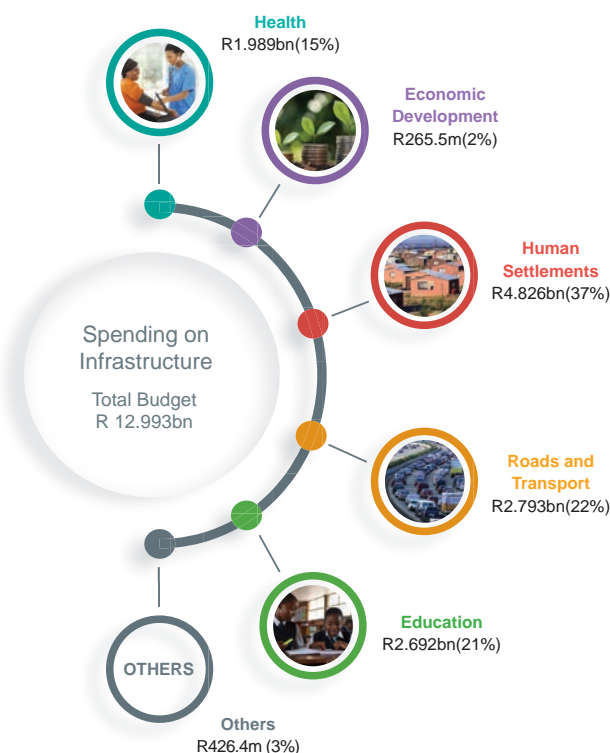 Health
R1.989bn(15%)
Economic
Development
R265.5m(2%)
Human
Settlements
R4.826bn(37%)
Spending on
Infrastructure
Total Budget
R 12.993bn
Roads and
Transport
R2.793bn(22%)
Education
R2.692bn(21%)
OTHERS
Others
R426.4m (3%)